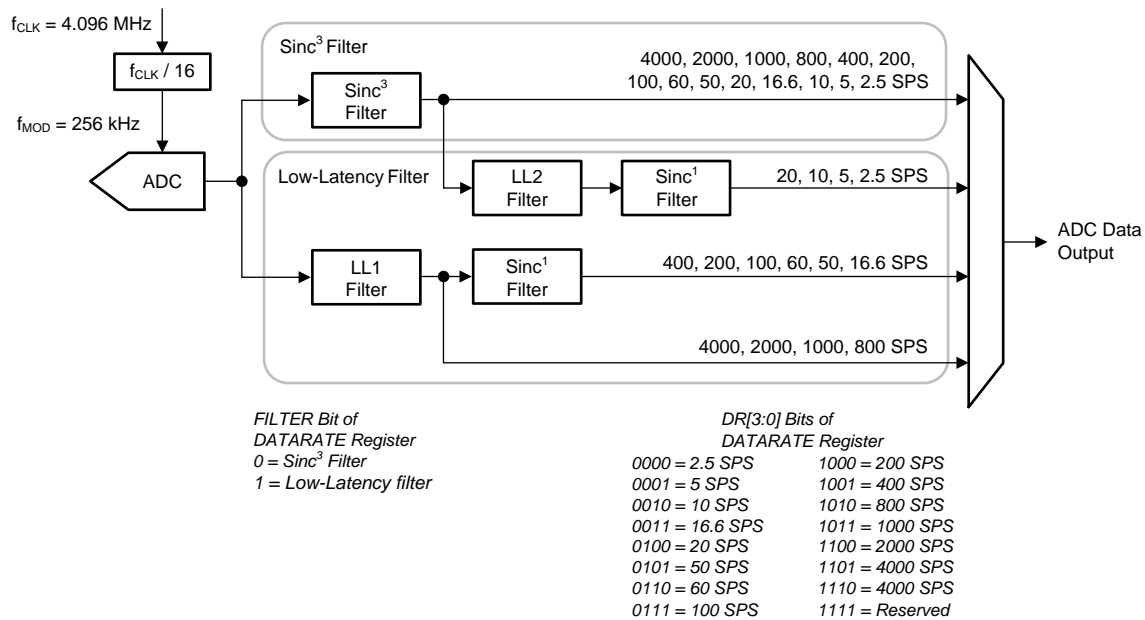 f_CLK = 4.096 MHz
f_CLK / 16
f_MOD = 256 kHz
ADC
Sinc³ Filter
Sinc³
Filter
4000, 2000, 1000, 800, 400, 200,
100, 60, 50, 20, 16.6, 10, 5, 2.5 SPS
Low-Latency Filter
LL2
Filter
Sinc¹
Filter
20, 10, 5, 2.5 SPS
LL1
Filter
Sinc¹
Filter
400, 200, 100, 60, 50, 16.6 SPS
4000, 2000, 1000, 800 SPS
ADC Data
Output
FILTER Bit of
DATARATE Register
0 = Sinc³ Filter
1 = Low-Latency filter
DR[3:0] Bits of
DATARATE Register
0000 = 2.5 SPS
0001 = 5 SPS
0010 = 10 SPS
0011 = 16.6 SPS
0100 = 20 SPS
0101 = 50 SPS
0110 = 60 SPS
0111 = 100 SPS
1000 = 200 SPS
1001 = 400 SPS
1010 = 800 SPS
1011 = 1000 SPS
1100 = 2000 SPS
1101 = 4000 SPS
1110 = 4000 SPS
1111 = Reserved